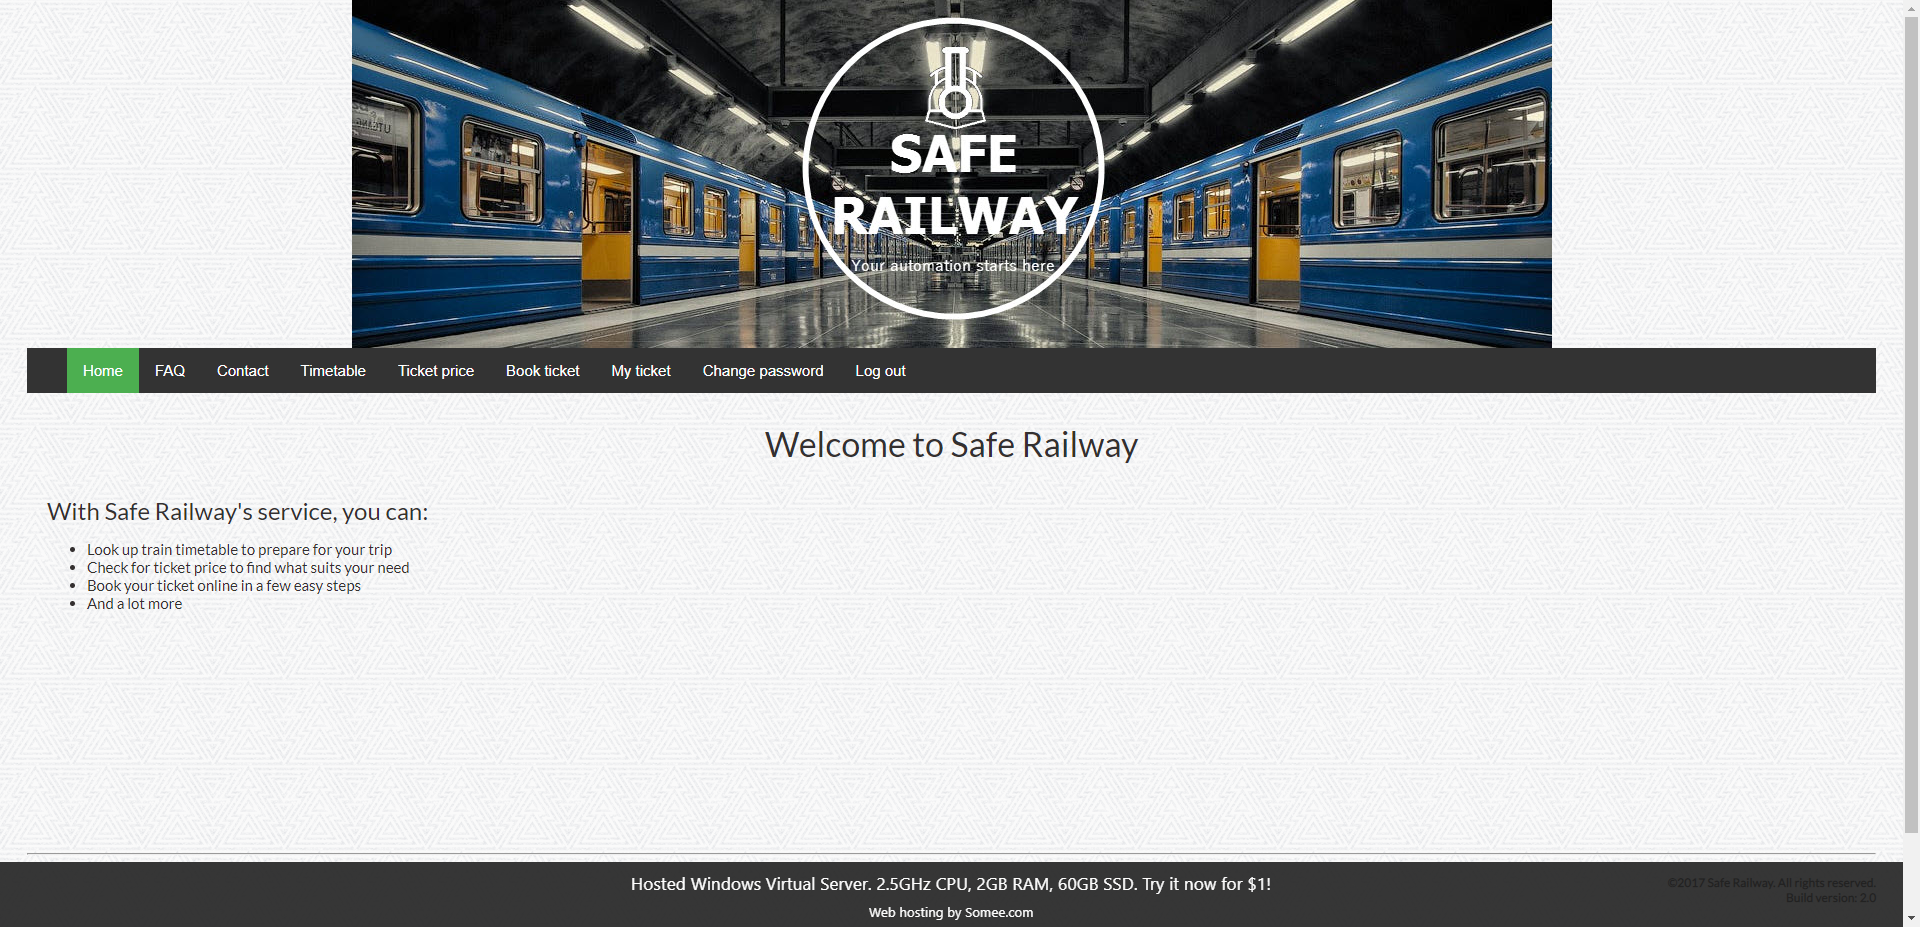 SAFE
RAILWAY
Your automation starts here
Home FAQ Contact Timetable Ticket price Book ticket My ticket Change password Log out
Welcome to Safe Railway
With Safe Railway's service, you can:
Look up train timetable to prepare for your trip
Check for ticket price to find what suits your need
Book your ticket online in a few easy steps
And a lot more
Hosted Windows Virtual Server. 2.5GHz CPU, 2GB RAM, 60GB SSD. Try it now for $1!
Web hosting by Somee.com
©2017 Safe Railway. All rights reserved.
Build version: 2.0